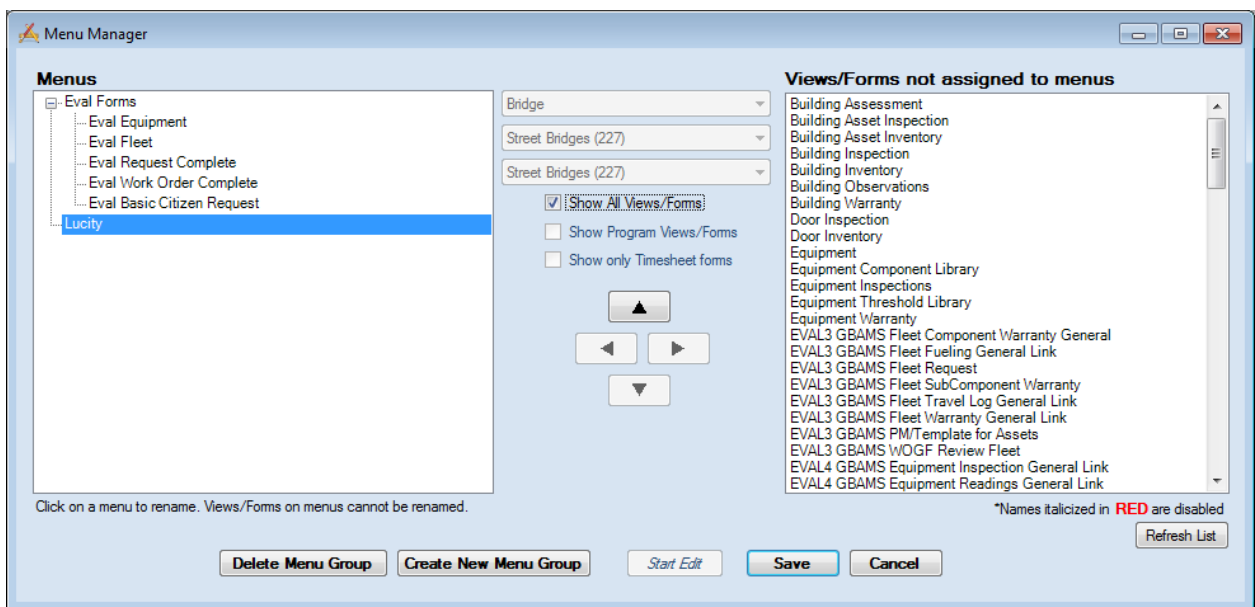 Menu Manager
Menus
Eval Forms
Eval Equipment
Eval Fleet
Eval Request Complete
Eval Work Order Complete
Eval Basic Citizen Request
Lucity
Click on a menu to rename. Views/Forms on menus cannot be renamed.
Bridge
Street Bridges (227)
Street Bridges (227)
Show All Views/Forms
Show Program Views/Forms
Show only Timesheet forms
Views/Forms not assigned to menus
Building Assessment
Building Asset Inspection
Building Asset Inventory
Building Inspection
Building Inventory
Building Observations
Building Warranty
Door Inspection
Door Inventory
Equipment
Equipment Component Library
Equipment Inspections
Equipment Threshold Library
Equipment Warranty
EVAL3 GBAMS Fleet Component Warranty General
EVAL3 GBAMS Fleet Fueling General Link
EVAL3 GBAMS Fleet Request
EVAL3 GBAMS Fleet SubComponent Warranty
EVAL3 GBAMS Fleet Travel Log General Link
EVAL3 GBAMS Fleet Warranty General Link
EVAL3 GBAMS PM/Template for Assets
EVAL3 GBAMS WOGF Review Fleet
EVAL4 GBAMS Equipment Inspection General Link
EVAL4 GBAMS Equipment Readings General Link
*Names italicized in RED are disabled
Refresh List
Delete Menu Group Create New Menu Group Start Edit Save Cancel